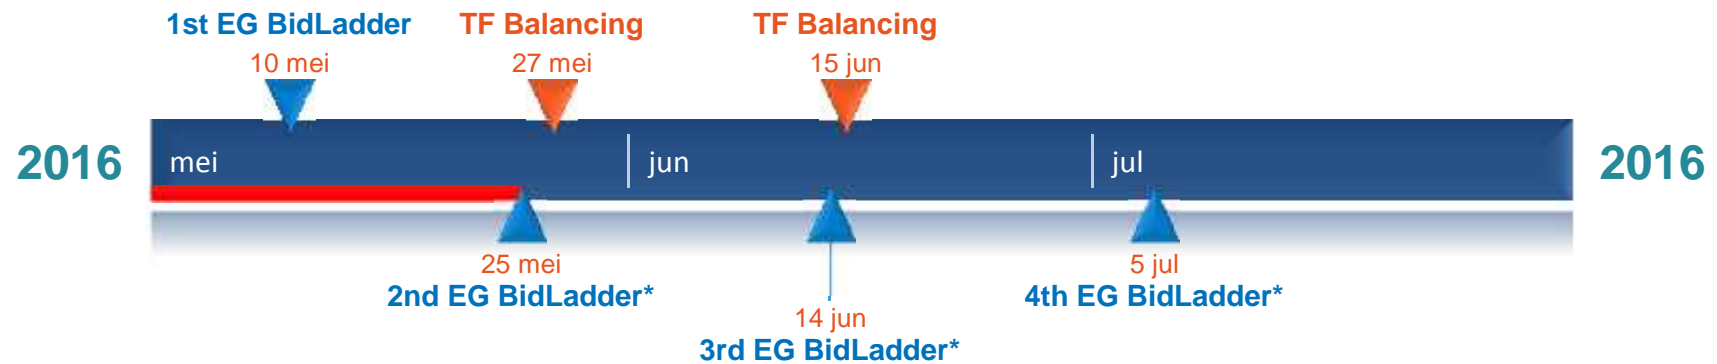 1st EG BidLadder
10 mei
TF Balancing
27 mei
TF Balancing
15 jun
2016
mei
jun
jul
2016
25 mei
2nd EG BidLadder*
14 jun
3rd EG BidLadder*
5 jul
4th EG BidLadder*